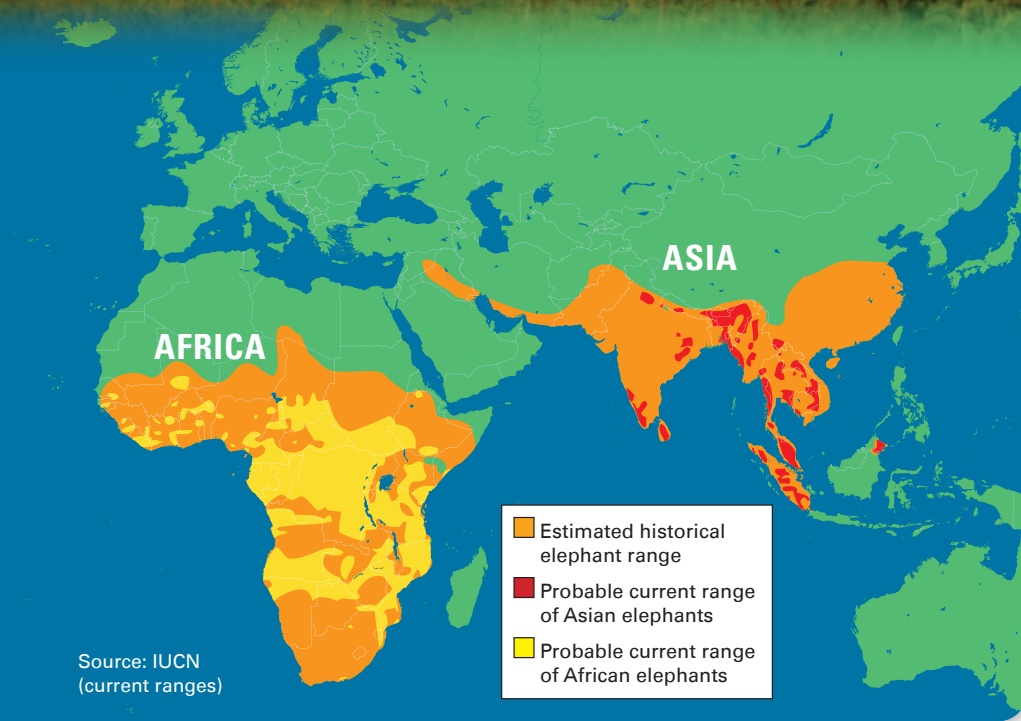 ASIA
AFRICA
Estimated historical
elephant range
Probable current range
of Asian elephants
Probable current range
of African elephants
Source: IUCN
(current ranges)